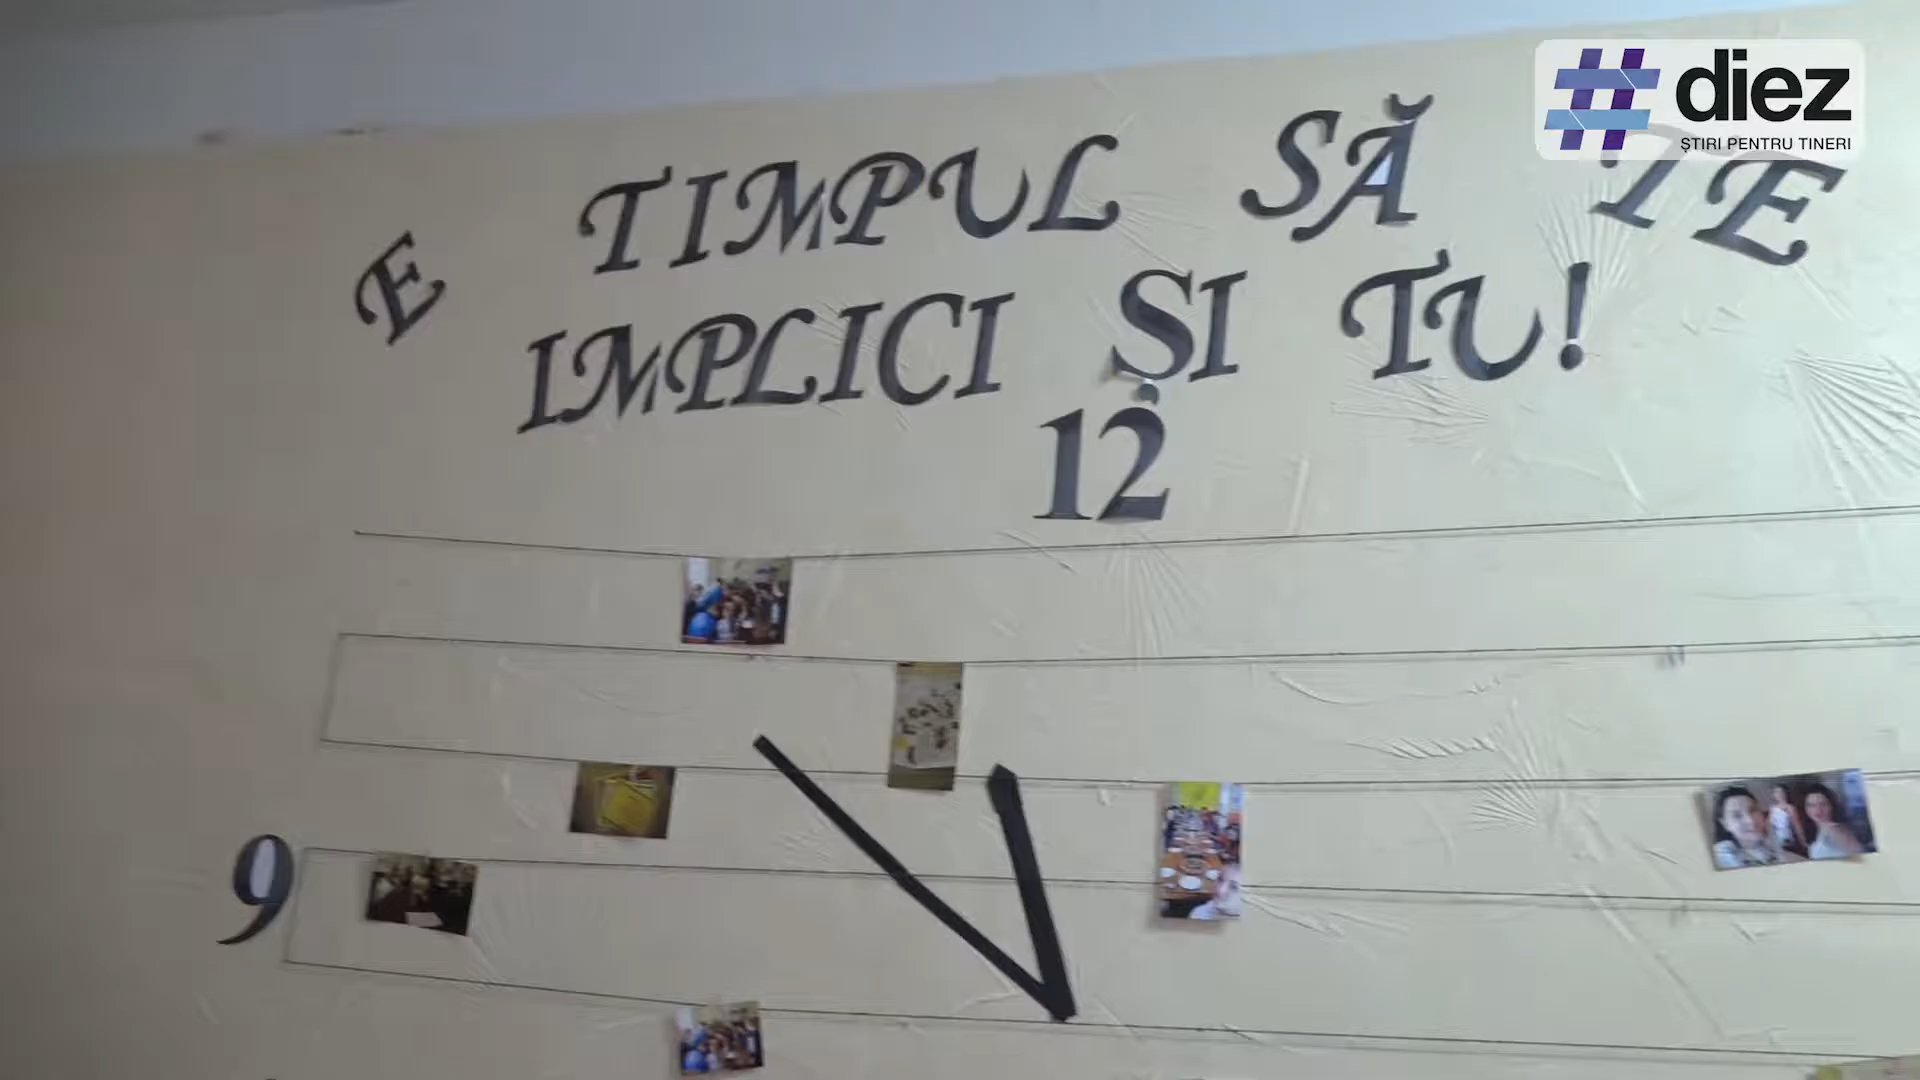 #diez
ȘTIRI PENTRU TINERI
E TIMPUL SĂ TE
IMPLICI ȘI TU!
12
9